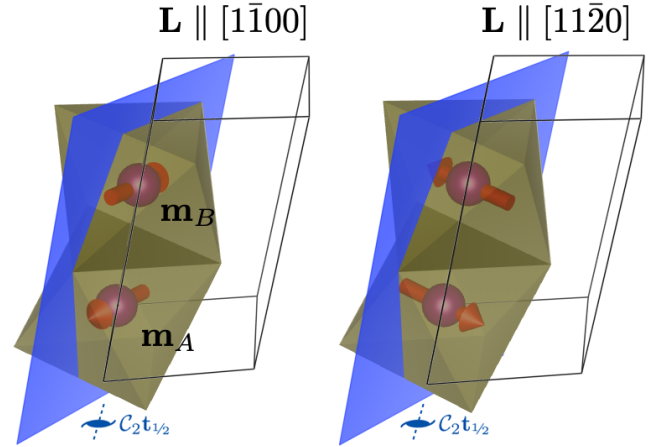 L ∥ [11̄00]
L ∥ [112̄0]
m_B
m_A
C₂t₁/₂
C₂t₁/₂